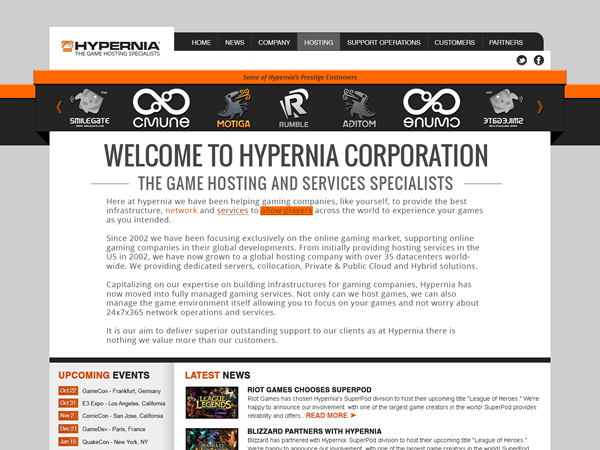 HYPERNIA
THE GAME HOSTING SPECIALISTS
HOME NEWS COMPANY HOSTING SUPPORT OPERATIONS CUSTOMERS PARTNERS
Some of Hypernia's Prestige Customers
SMILEGATE CMUNE MOTIGA RUMBLE MOTIGA CMUNE SMILEGATE
WELCOME TO HYPERNIA CORPORATION
THE GAME HOSTING AND SERVICES SPECIALISTS
Here at hypernia we have been helping gaming companies, like yourself, to provide the best
infrastructure, network and services to allow players across the world to experience your games
as you intended.
Since 2002 we have been focusing exclusively on the online gaming market, supporting online
gaming companies in their global developments. From initially providing hosting services in the
US in 2002, we have now grown to a global hosting company with over 35 datacenters world-
wide. We providing dedicated servers, collocation, Private & Public Cloud and Hybrid solutions.
Capitalizing on our expertise on building infrastructures for gaming companies, Hypernia has
now moved into fully managed gaming services. Not only can we host games, we can also
manage the game environment itself allowing you to focus on your games and not worry about
24x7x365 network operations and services.
It is our aim to deliver superior outstanding support to our clients as at Hypernia there is
nothing we value more than our customers.
UPCOMING EVENTS
Oct 22 GameCon - Frankfurt, Germany
Oct 31 E3 Expo - Los Angeles, California
Nov 2 ComicCon - San Jose, California
Dec 21 GameDev - Paris, France
Jan 15 QuakeCon - New York, NY
LATEST NEWS
LEAGUE LEGENDS
RIOT GAMES CHOOSES SUPERPOD
Riot Games has chosen Hypernia's SuperPod division to host their upcoming title "League of Heroes." We're
happy to announce our involvement with one of the largest game creators in the world! SuperPod provides
reliability and offers... READ MORE >
BLIZZARD PARTNERS WITH HYPERNIA
Blizzard has partnered with Hypernia. SuperPod division to host their upcoming title "League of Heroes."
We're happy to announce our involvement with one of the largest game creators in the world! SuperPod